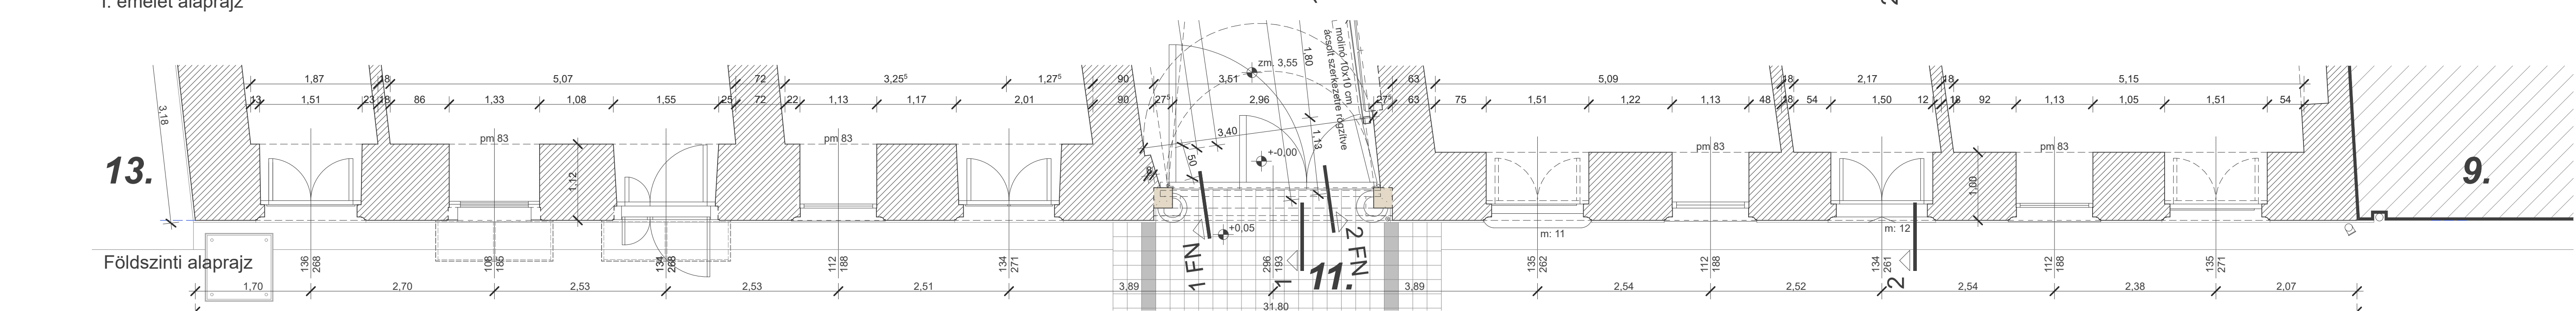 I. emelet alaprajz
2
1,87 18 5,07 72 3,25⁵ 1,27⁵ 90 3,51 63 5,09 18 2,17 18 5,15
zm. 3,55
1,80
molinó 10x10 cm
ácsolt szerkezetre rögzítve
13 1,51 23 18 86 1,33 1,08 1,55 25 72 22 1,13 1,17 2,01 90 27⁵ 2,96 27⁵ 63 75 1,51 1,22 1,13 48 18 54 1,50 12 18 92 1,13 1,05 1,51 54
3,18
pm 83 pm 83 3,40 1,13 pm 83 pm 83
+-0,00
50
13. 1,12 8 1,00 9.
+0,05
m: 11 m: 12
1 FN 2 FN
Földszinti alaprajz
136 268
108 185
134 268
112 188
134 271
296 193
135 262
112 188
134 261
112 188
135 271
1 11. 2
1,70 2,70 2,53 2,53 2,51 3,89 3,89 2,54 2,52 2,54 2,38 2,07
31,80